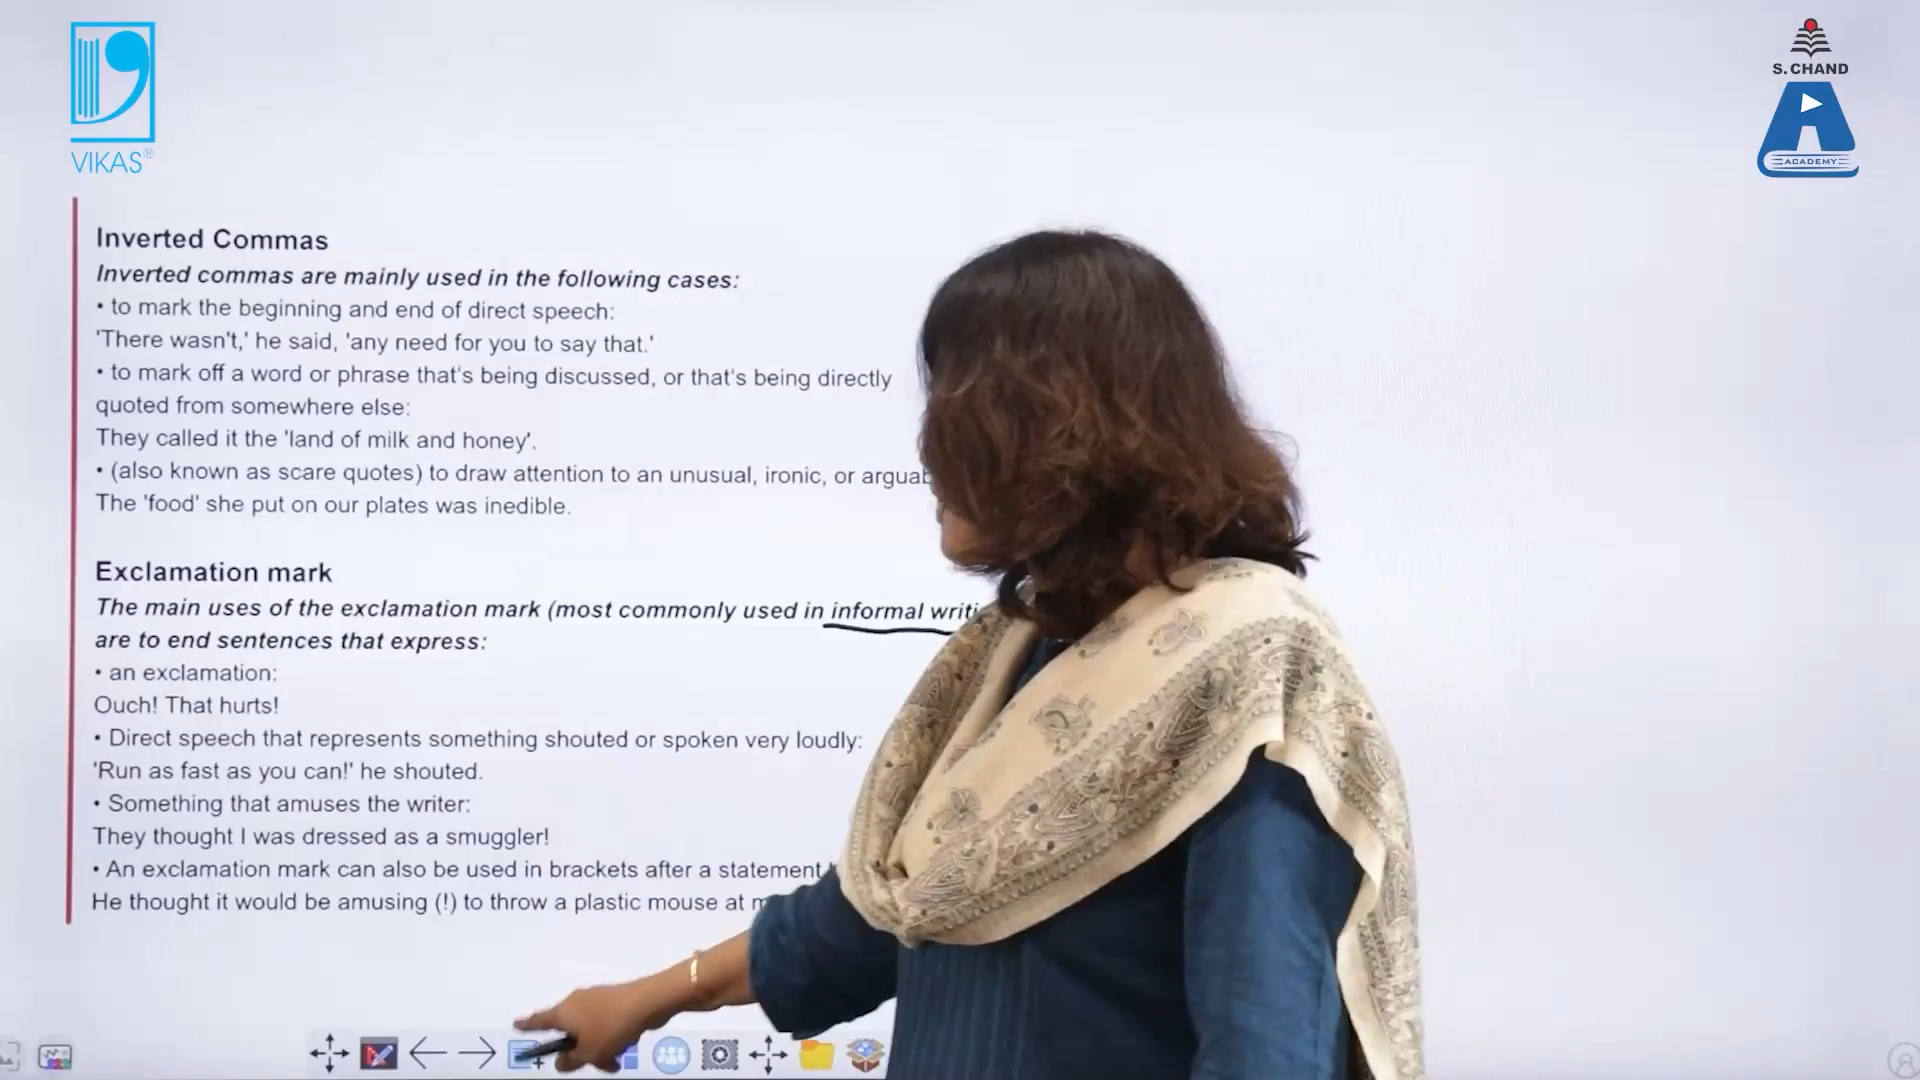 VIKAS®
S. CHAND
ACADEMY
Inverted Commas
Inverted commas are mainly used in the following cases:
• to mark the beginning and end of direct speech:
'There wasn't,' he said, 'any need for you to say that.'
• to mark off a word or phrase that's being discussed, or that's being directly
quoted from somewhere else:
They called it the 'land of milk and honey'.
• (also known as scare quotes) to draw attention to an unusual, ironic, or
The 'food' she put on our plates was inedible.
Exclamation mark
The main uses of the exclamation mark (most commonly used in informal
are to end sentences that express:
• an exclamation:
Ouch! That hurts!
• Direct speech that represents something shouted or spoken very loudly:
'Run as fast as you can!' he shouted.
• Something that amuses the writer:
They thought I was dressed as a smuggler!
• An exclamation mark can also be used in brackets after a statement
He thought it would be amusing (!) to throw a plastic mouse at